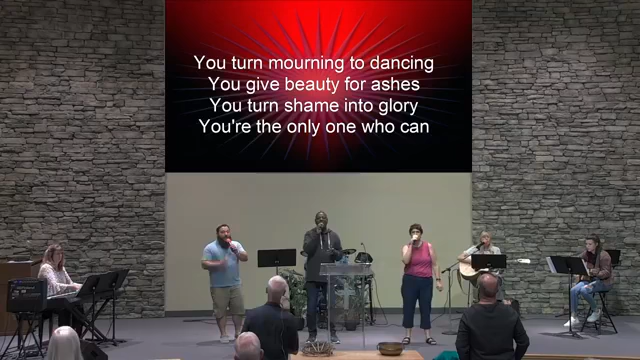 You turn mourning to dancing
You give beauty for ashes
You turn shame into glory
You're the only one who can